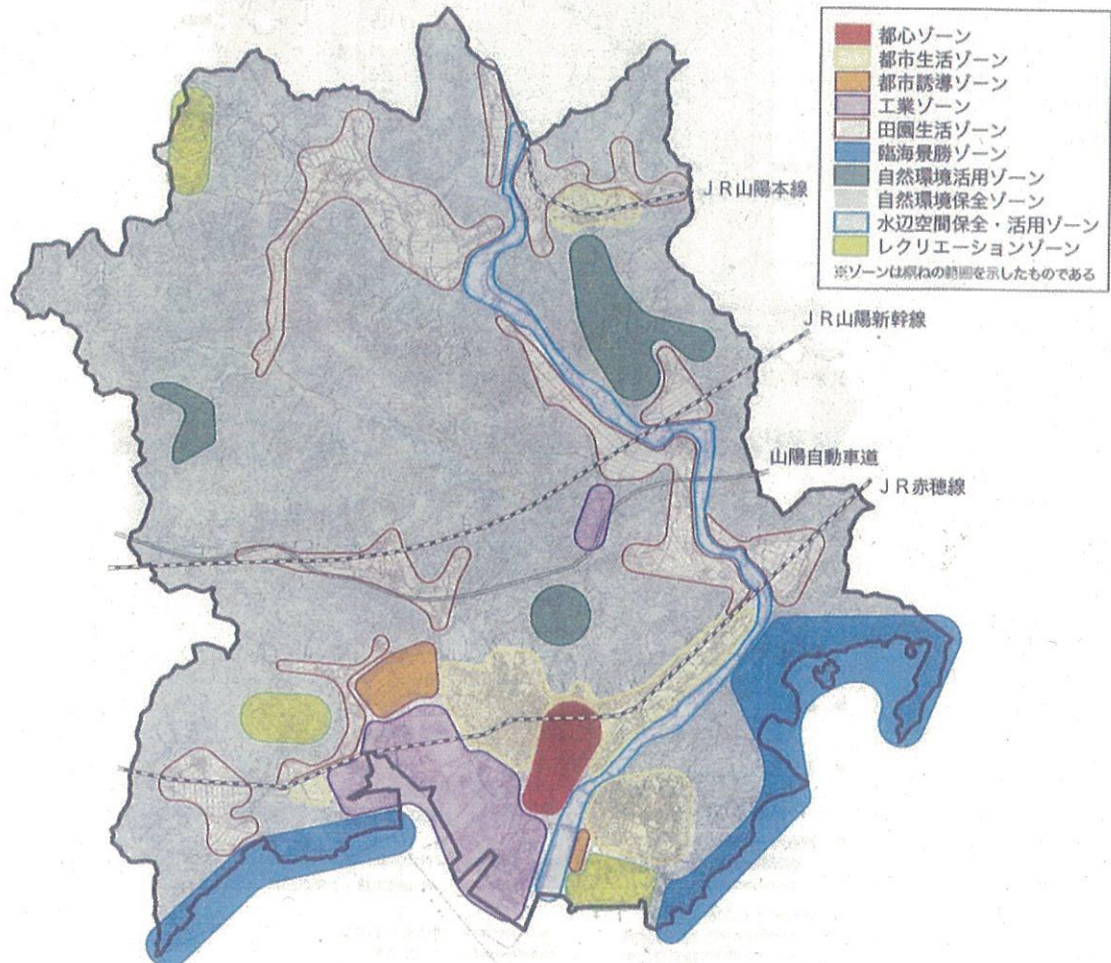 都心ゾーン
都市生活ゾーン
都市誘導ゾーン
工業ゾーン
田園生活ゾーン
臨海景勝ゾーン
自然環境活用ゾーン
自然環境保全ゾーン
水辺空間保全・活用ゾーン
レクリエーションゾーン
※ゾーンは概ねの範囲を示したものである
JR山陽本線
JR山陽新幹線
山陽自動車道
JR赤穂線